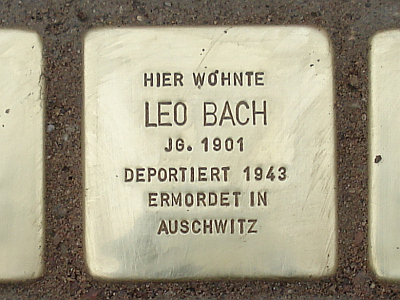 HIER WOHNTE
LEO BACH
JG. 1901
DEPORTIERT 1943
ERMORDET IN
AUSCHWITZ